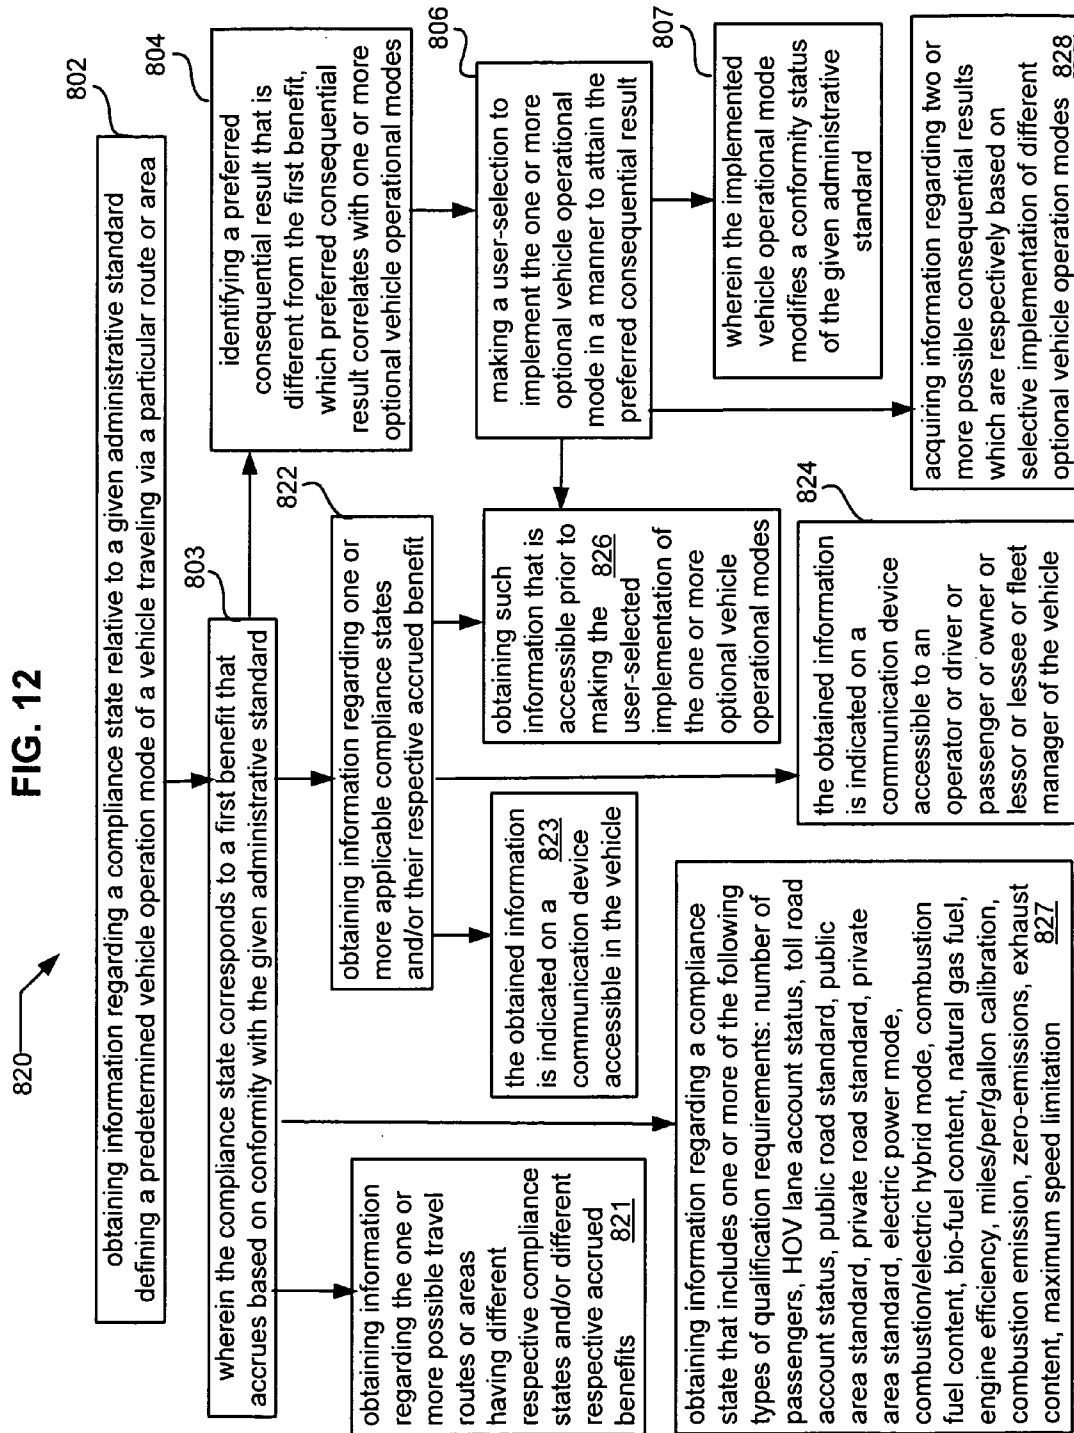 FIG. 12
820
802
obtaining information regarding a compliance state relative to a given administrative standard
defining a predetermined vehicle operation mode of a vehicle traveling via a particular route or area
803
wherein the compliance state corresponds to a first benefit that
accrues based on conformity with the given administrative standard
804
identifying a preferred
consequential result that is
different from the first benefit,
which preferred consequential
result correlates with one or more
optional vehicle operational modes
806
making a user-selection to
implement the one or more
optional vehicle operational
mode in a manner to attain the
preferred consequential result
807
wherein the implemented
vehicle operational mode
modifies a conformity status
of the given administrative
standard
822
obtaining information regarding one or
more applicable compliance states
and/or their respective accrued benefit
821
obtaining information
regarding the one or
more possible travel
routes or areas
having different
respective compliance
states and/or different
respective accrued
benefits
823
the obtained information
is indicated on a
communication device
accessible in the vehicle
826
obtaining such
information that is
accessible prior to
making the
user-selected
implementation of
the one or more
optional vehicle
operational modes
824
the obtained information
is indicated on a
communication device
accessible to an
operator or driver or
passenger or owner or
lessor or lessee or fleet
manager of the vehicle
827
obtaining information regarding a compliance
state that includes one or more of the following
types of qualification requirements: number of
passengers, HOV lane account status, toll road
account status, public road standard, public
area standard, private road standard, private
area standard, electric power mode,
combustion/electric hybrid mode, combustion
fuel content, bio-fuel content, natural gas fuel,
engine efficiency, miles/per/gallon calibration,
combustion emission, zero-emissions, exhaust
content, maximum speed limitation
acquiring information regarding two or
more possible consequential results
which are respectively based on
selective implementation of different
optional vehicle operation modes 828